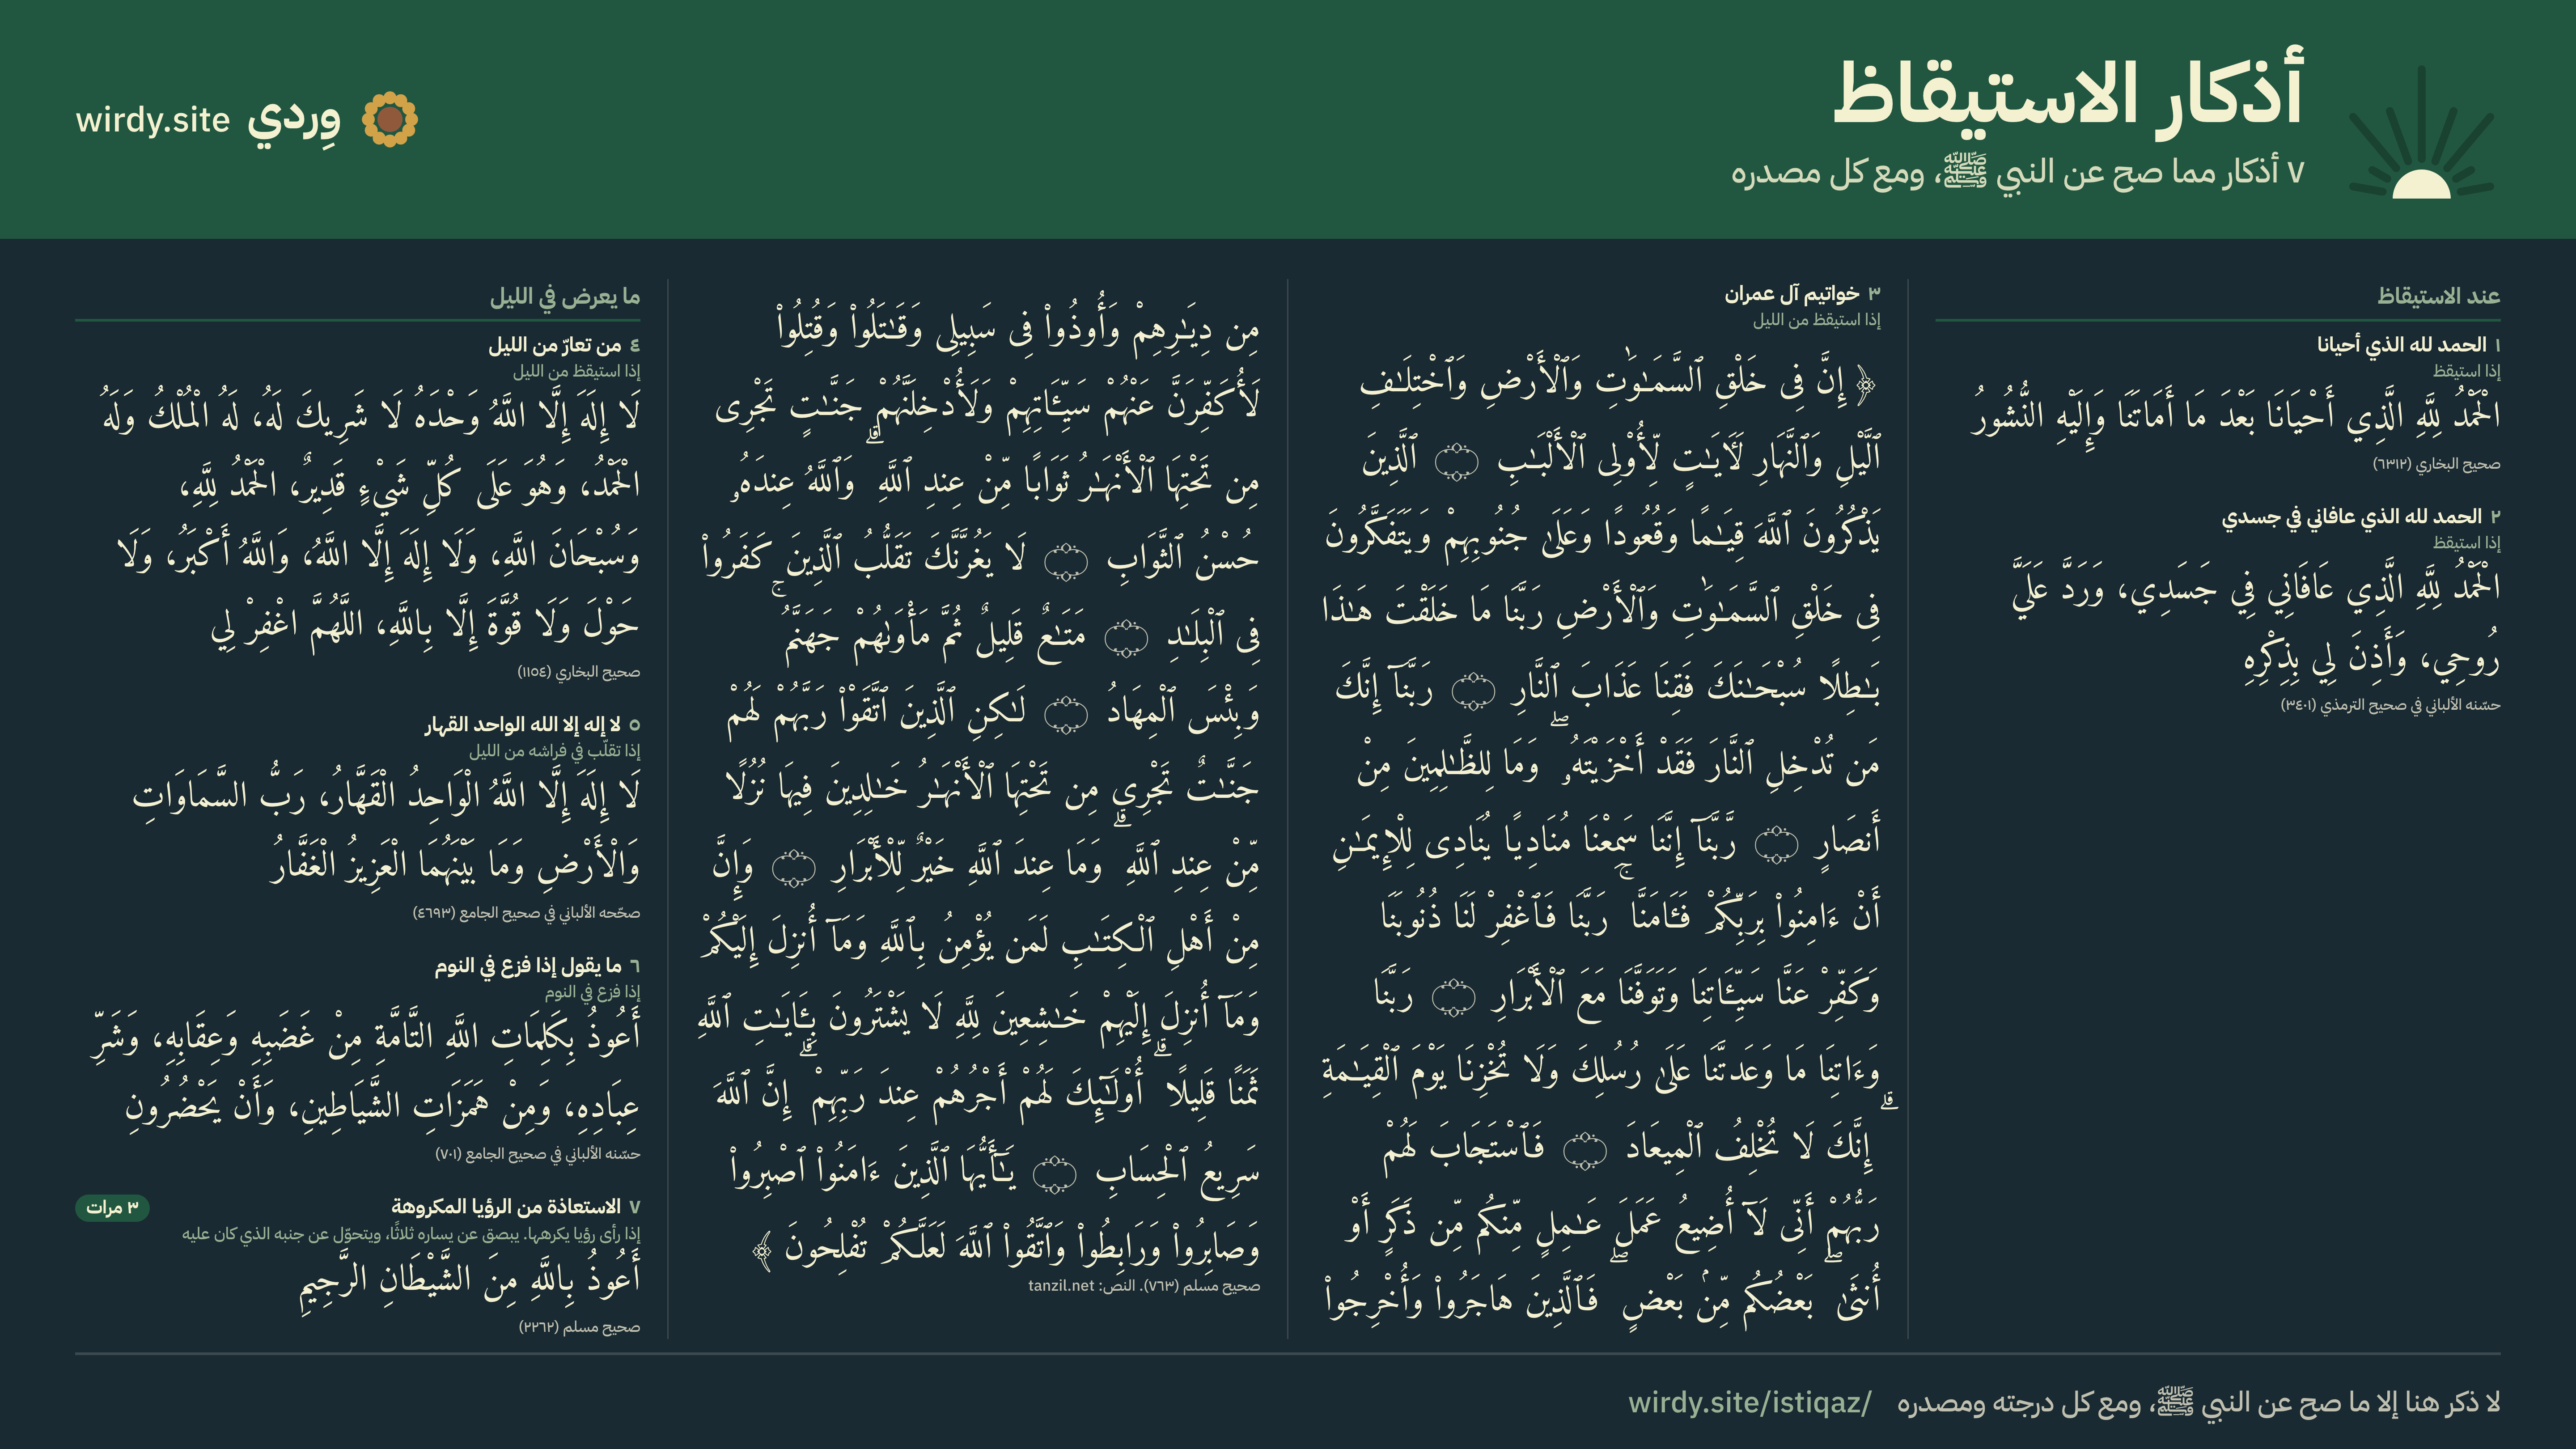 أذكار الاستيقاظ
٧ أذكار مما صح عن النبي ﷺ، ومع كل مصدره
وِردي wirdy.site
عند الاستيقاظ
١ الحمد لله الذي أحيانا
إذا استيقظ
الْحَمْدُ لِلَّهِ الَّذِي أَحْيَانَا بَعْدَ مَا أَمَاتَنَا وَإِلَيْهِ النُّشُورُ
صحيح البخاري (٦٣١٢)
٢ الحمد لله الذي عافاني في جسدي
إذا استيقظ
الْحَمْدُ لِلَّهِ الَّذِي عَافَانِي فِي جَسَدِي، وَرَدَّ عَلَيَّ
رُوحِي، وَأَذِنَ لِي بِذِكْرِهِ
حسّنه الألباني في صحيح الترمذي (٣٤٠١)
٣ خواتيم آل عمران
إذا استيقظ من الليل
﴿ إِنَّ فِى خَلْقِ ٱلسَّمَـٰوَٰتِ وَٱلْأَرْضِ وَٱخْتِلَـٰفِ
ٱلَّيْلِ وَٱلنَّهَارِ لَـَٔايَـٰتٍ لِّأُو۟لِى ٱلْأَلْبَـٰبِ ۝ ٱلَّذِينَ
يَذْكُرُونَ ٱللَّهَ قِيَـٰمًا وَقُعُودًا وَعَلَىٰ جُنُوبِهِمْ وَيَتَفَكَّرُونَ
فِى خَلْقِ ٱلسَّمَـٰوَٰتِ وَٱلْأَرْضِ رَبَّنَا مَا خَلَقْتَ هَـٰذَا
بَـٰطِلًا سُبْحَـٰنَكَ فَقِنَا عَذَابَ ٱلنَّارِ ۝ رَبَّنَآ إِنَّكَ
مَن تُدْخِلِ ٱلنَّارَ فَقَدْ أَخْزَيْتَهُۥ ۖ وَمَا لِلظَّـٰلِمِينَ مِنْ
أَنصَارٍ ۝ رَّبَّنَآ إِنَّنَا سَمِعْنَا مُنَادِيًا يُنَادِى لِلْإِيمَـٰنِ
أَنْ ءَامِنُوا۟ بِرَبِّكُمْ فَـَٔامَنَّا ۚ رَبَّنَا فَٱغْفِرْ لَنَا ذُنُوبَنَا
وَكَفِّرْ عَنَّا سَيِّـَٔاتِنَا وَتَوَفَّنَا مَعَ ٱلْأَبْرَارِ ۝ رَبَّنَا
وَءَاتِنَا مَا وَعَدتَّنَا عَلَىٰ رُسُلِكَ وَلَا تُخْزِنَا يَوْمَ ٱلْقِيَـٰمَةِ
ۗ إِنَّكَ لَا تُخْلِفُ ٱلْمِيعَادَ ۝ فَٱسْتَجَابَ لَهُمْ
رَبُّهُمْ أَنِّى لَآ أُضِيعُ عَمَلَ عَـٰمِلٍ مِّنكُم مِّن ذَكَرٍ أَوْ
أُنثَىٰ ۖ بَعْضُكُم مِّنۢ بَعْضٍ ۖ فَٱلَّذِينَ هَاجَرُوا۟ وَأُخْرِجُوا۟
مِن دِيَـٰرِهِمْ وَأُوذُوا۟ فِى سَبِيلِى وَقَـٰتَلُوا۟ وَقُتِلُوا۟
لَأُكَفِّرَنَّ عَنْهُمْ سَيِّـَٔاتِهِمْ وَلَأُدْخِلَنَّهُمْ جَنَّـٰتٍ تَجْرِى
مِن تَحْتِهَا ٱلْأَنْهَـٰرُ ثَوَابًا مِّنْ عِندِ ٱللَّهِ ۗ وَٱللَّهُ عِندَهُۥ
حُسْنُ ٱلثَّوَابِ ۝ لَا يَغُرَّنَّكَ تَقَلُّبُ ٱلَّذِينَ كَفَرُوا۟
فِى ٱلْبِلَـٰدِ ۝ مَتَـٰعٌ قَلِيلٌ ثُمَّ مَأْوَىٰهُمْ جَهَنَّمُ ۚ
وَبِئْسَ ٱلْمِهَادُ ۝ لَـٰكِنِ ٱلَّذِينَ ٱتَّقَوْا۟ رَبَّهُمْ لَهُمْ
جَنَّـٰتٌ تَجْرِى مِن تَحْتِهَا ٱلْأَنْهَـٰرُ خَـٰلِدِينَ فِيهَا نُزُلًا
مِّنْ عِندِ ٱللَّهِ ۗ وَمَا عِندَ ٱللَّهِ خَيْرٌ لِّلْأَبْرَارِ ۝ وَإِنَّ
مِنْ أَهْلِ ٱلْكِتَـٰبِ لَمَن يُؤْمِنُ بِٱللَّهِ وَمَآ أُنزِلَ إِلَيْكُمْ
وَمَآ أُنزِلَ إِلَيْهِمْ خَـٰشِعِينَ لِلَّهِ لَا يَشْتَرُونَ بِـَٔايَـٰتِ ٱللَّهِ
ثَمَنًا قَلِيلًا ۗ أُو۟لَـٰٓئِكَ لَهُمْ أَجْرُهُمْ عِندَ رَبِّهِمْ ۗ إِنَّ ٱللَّهَ
سَرِيعُ ٱلْحِسَابِ ۝ يَـٰٓأَيُّهَا ٱلَّذِينَ ءَامَنُوا۟ ٱصْبِرُوا۟
وَصَابِرُوا۟ وَرَابِطُوا۟ وَٱتَّقُوا۟ ٱللَّهَ لَعَلَّكُمْ تُفْلِحُونَ ﴾
صحيح مسلم (٧٦٣). النص: tanzil.net
ما يعرض في الليل
٤ من تعارّ من الليل
إذا استيقظ من الليل
لَا إِلَهَ إِلَّا اللَّهُ وَحْدَهُ لَا شَرِيكَ لَهُ، لَهُ الْمُلْكُ وَلَهُ
الْحَمْدُ، وَهُوَ عَلَى كُلِّ شَيْءٍ قَدِيرٌ، الْحَمْدُ لِلَّهِ،
وَسُبْحَانَ اللَّهِ، وَلَا إِلَهَ إِلَّا اللَّهُ، وَاللَّهُ أَكْبَرُ، وَلَا
حَوْلَ وَلَا قُوَّةَ إِلَّا بِاللَّهِ، اللَّهُمَّ اغْفِرْ لِي
صحيح البخاري (١١٥٤)
٥ لا إله إلا الله الواحد القهار
إذا تقلّب في فراشه من الليل
لَا إِلَهَ إِلَّا اللَّهُ الْوَاحِدُ الْقَهَّارُ، رَبُّ السَّمَاوَاتِ
وَالْأَرْضِ وَمَا بَيْنَهُمَا الْعَزِيزُ الْغَفَّارُ
صحّحه الألباني في صحيح الجامع (٤٦٩٣)
٦ ما يقول إذا فزع في النوم
إذا فزع في النوم
أَعُوذُ بِكَلِمَاتِ اللَّهِ التَّامَّةِ مِنْ غَضَبِهِ وَعِقَابِهِ، وَشَرِّ
عِبَادِهِ، وَمِنْ هَمَزَاتِ الشَّيَاطِينِ، وَأَنْ يَحْضُرُونِ
حسّنه الألباني في صحيح الجامع (٧٠١)
٧ الاستعاذة من الرؤيا المكروهة ٣ مرات
إذا رأى رؤيا يكرهها. يبصق عن يساره ثلاثًا، ويتحوّل عن جنبه الذي كان عليه
أَعُوذُ بِاللَّهِ مِنَ الشَّيْطَانِ الرَّجِيمِ
صحيح مسلم (٢٢٦٢)
لا ذكر هنا إلا ما صح عن النبي ﷺ، ومع كل درجته ومصدره wirdy.site/istiqaz/